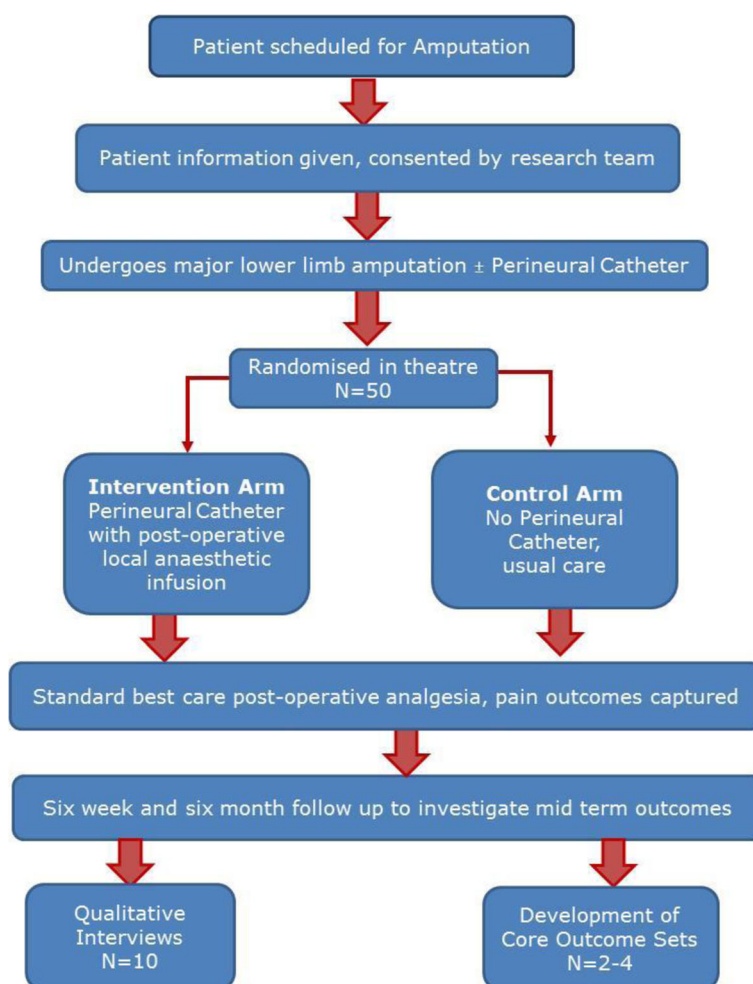 Patient scheduled for Amputation
Patient information given, consented by research team
Undergoes major lower limb amputation ± Perineural Catheter
Randomised in theatre
N=50
Intervention Arm
Perineural Catheter
with post-operative
local anaesthetic
infusion
Control Arm
No Perineural
Catheter,
usual care
Standard best care post-operative analgesia, pain outcomes captured
Six week and six month follow up to investigate mid term outcomes
Qualitative
Interviews
N=10
Development of
Core Outcome Sets
N=2-4